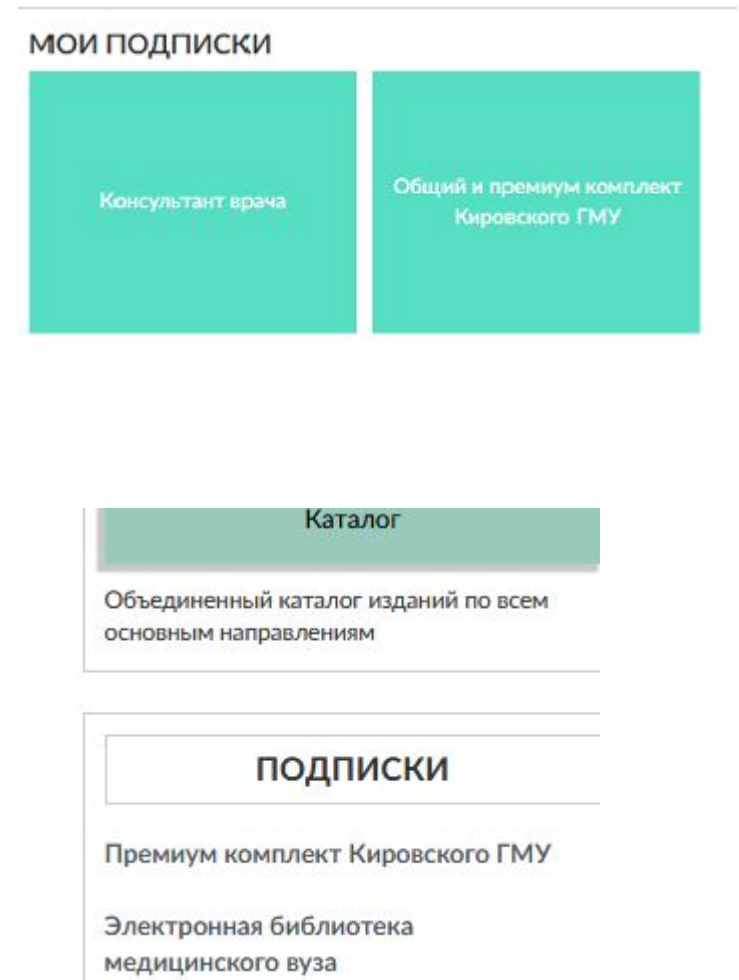 МОИ ПОДПИСКИ
Консультант врача
Общий и премиум комплект
Кировского ГМУ
Каталог
Объединенный каталог изданий по всем
основным направлениям
ПОДПИСКИ
Премиум комплект Кировского ГМУ
Электронная библиотека
медицинского вуза